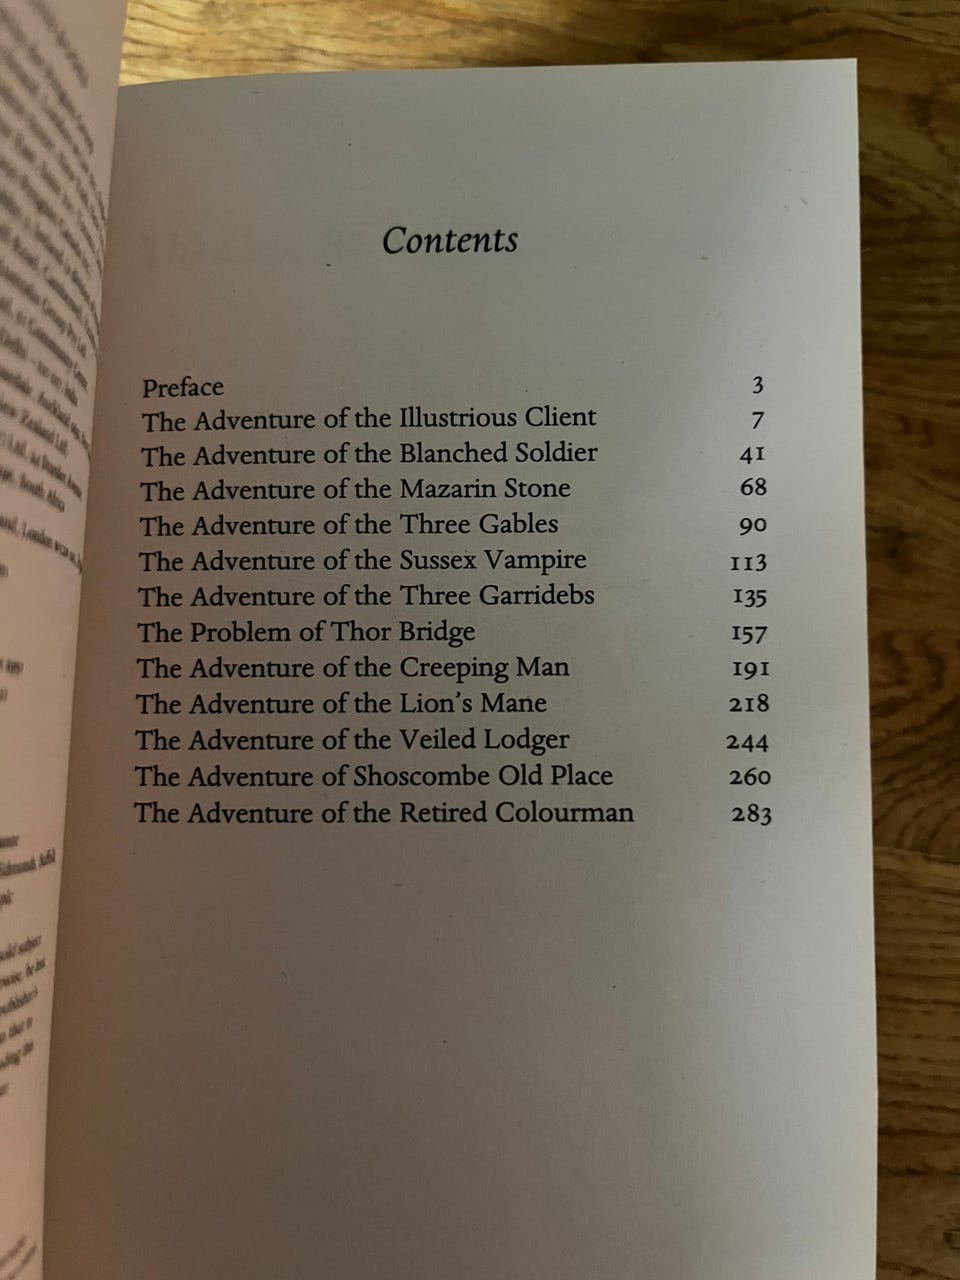 Contents
Preface 3
The Adventure of the Illustrious Client 7
The Adventure of the Blanched Soldier 41
The Adventure of the Mazarin Stone 68
The Adventure of the Three Gables 90
The Adventure of the Sussex Vampire 113
The Adventure of the Three Garridebs 135
The Problem of Thor Bridge 157
The Adventure of the Creeping Man 191
The Adventure of the Lion's Mane 218
The Adventure of the Veiled Lodger 244
The Adventure of Shoscombe Old Place 260
The Adventure of the Retired Colourman 283